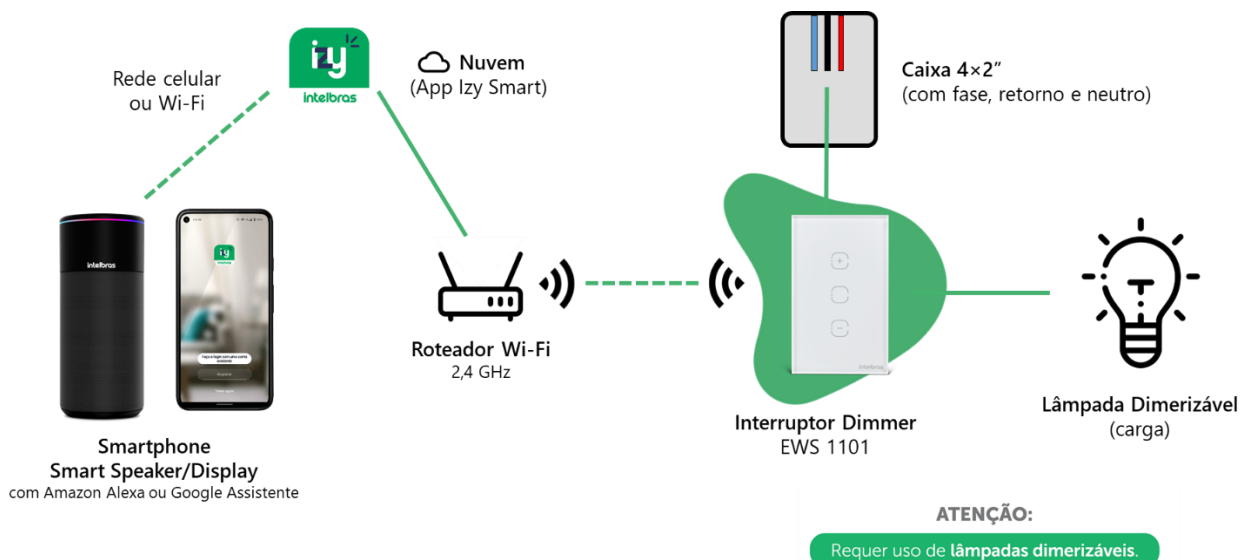 Rede celular
ou Wi-Fi
izy
intelbras
Nuvem
(App Izy Smart)
Caixa 4×2"
(com fase, retorno e neutro)
intelbras
izy
Roteador Wi-Fi
2,4 GHz
intelbras
Interruptor Dimmer
EWS 1101
Lâmpada Dimerizável
(carga)
Smartphone
Smart Speaker/Display
com Amazon Alexa ou Google Assistente
ATENÇÃO:
Requer uso de lâmpadas dimerizáveis.